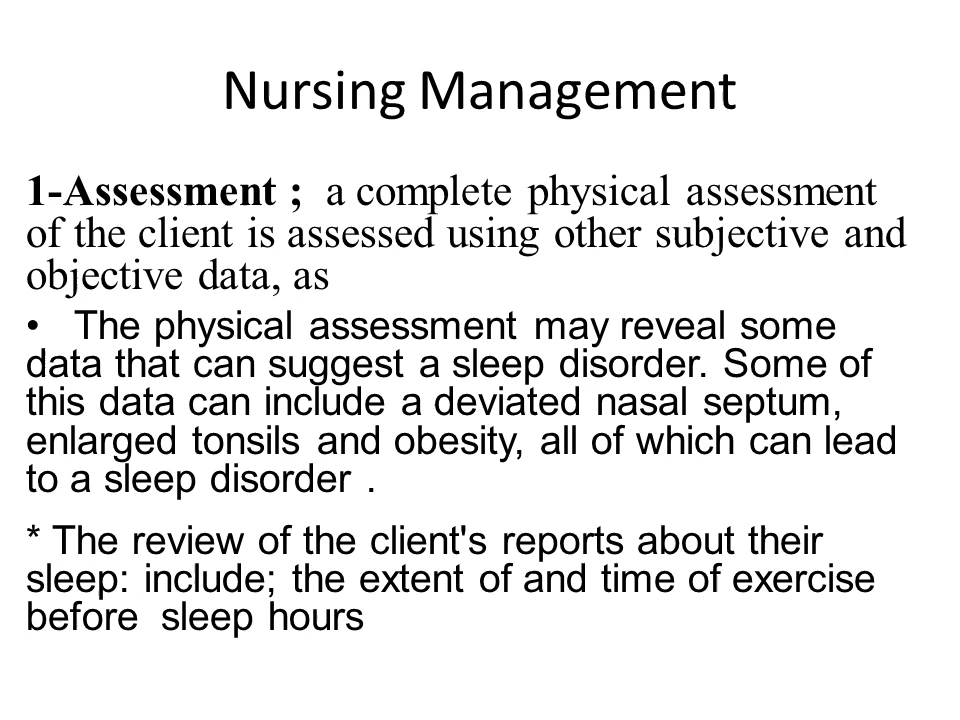 Nursing Management
1-Assessment ;  a complete physical assessment
of the client is assessed using other subjective and
objective data, as
•   The physical assessment may reveal some
data that can suggest a sleep disorder. Some of
this data can include a deviated nasal septum,
enlarged tonsils and obesity, all of which can lead
to a sleep disorder .
* The review of the client's reports about their
sleep: include; the extent of and time of exercise
before  sleep hours